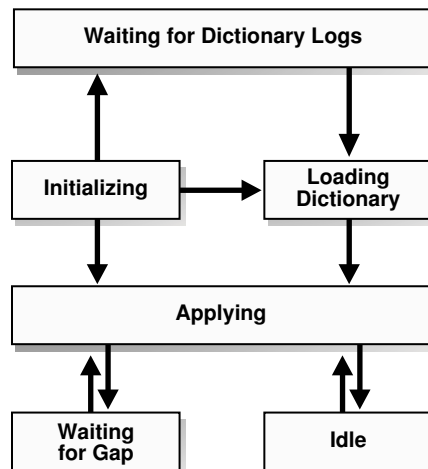 Waiting for Dictionary Logs
Initializing
Loading
Dictionary
Applying
Waiting
for Gap
Idle